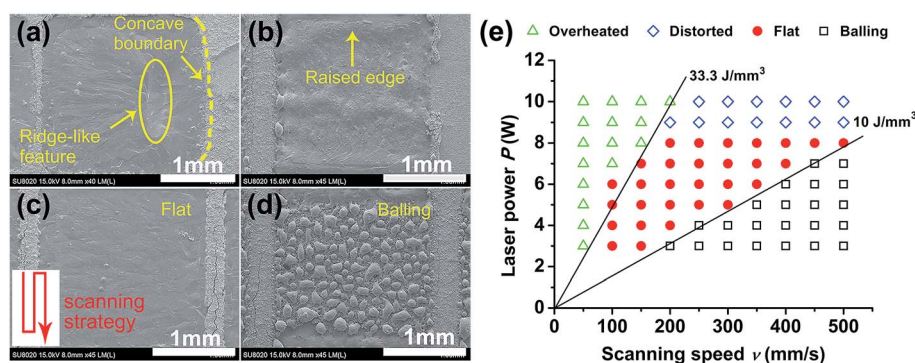 (a)
Concave
boundary
Ridge-like
feature
1mm
SU8020 15.0kV 8.0mm x40 LM(L)
(b)
Raised edge
1mm
SU8020 15.0kV 8.0mm x45 LM(L)
(c)
Flat
scanning
strategy
1mm
SU8020 15.0kV 8.0mm x45 LM(L)
(d)
Balling
1mm
SU8020 15.0kV 8.0mm x45 LM(L)
(e)
Overheated Distorted Flat Balling
33.3 J/mm³
10 J/mm³
Laser power P (W)
12
10
8
6
4
2
0
0 100 200 300 400 500
Scanning speed v (mm/s)